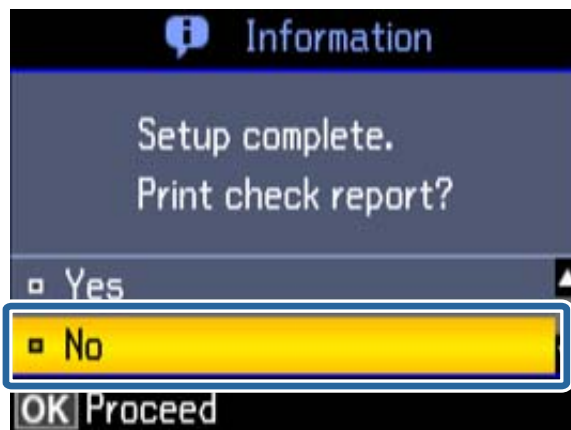 Information
Setup complete.
Print check report?
Yes
No
OK Proceed